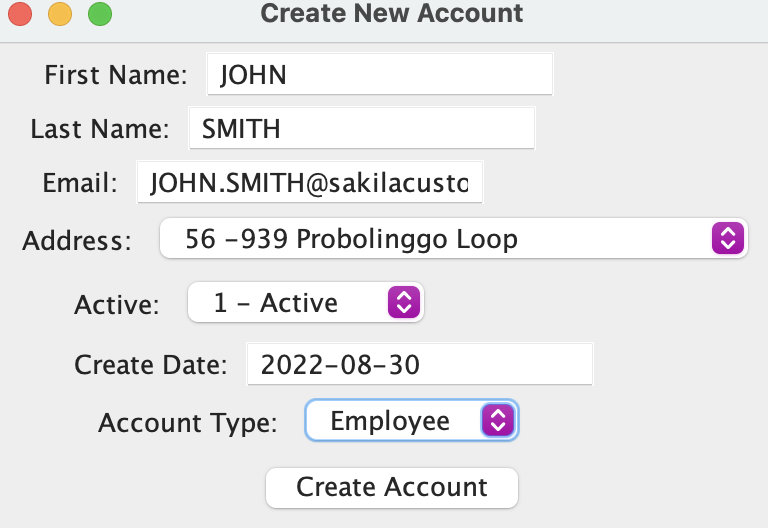 Create New Account
First Name: JOHN
Last Name: SMITH
Email: JOHN.SMITH@sakilacusto
Address: 56 -939 Probolinggo Loop
Active: 1 - Active
Create Date: 2022-08-30
Account Type: Employee
Create Account